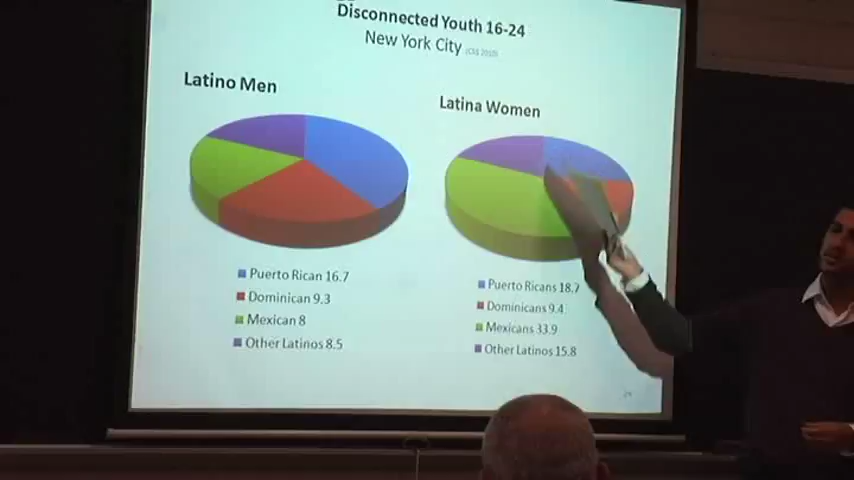 Disconnected Youth 16-24
New York City
Latino Men
Latina Women
Puerto Rican 16.7
Dominican 9.3
Mexican 8
Other Latinos 8.5
Puerto Ricans 18.7
Dominicans 9.4
Mexicans 33.9
Other Latinos 15.8